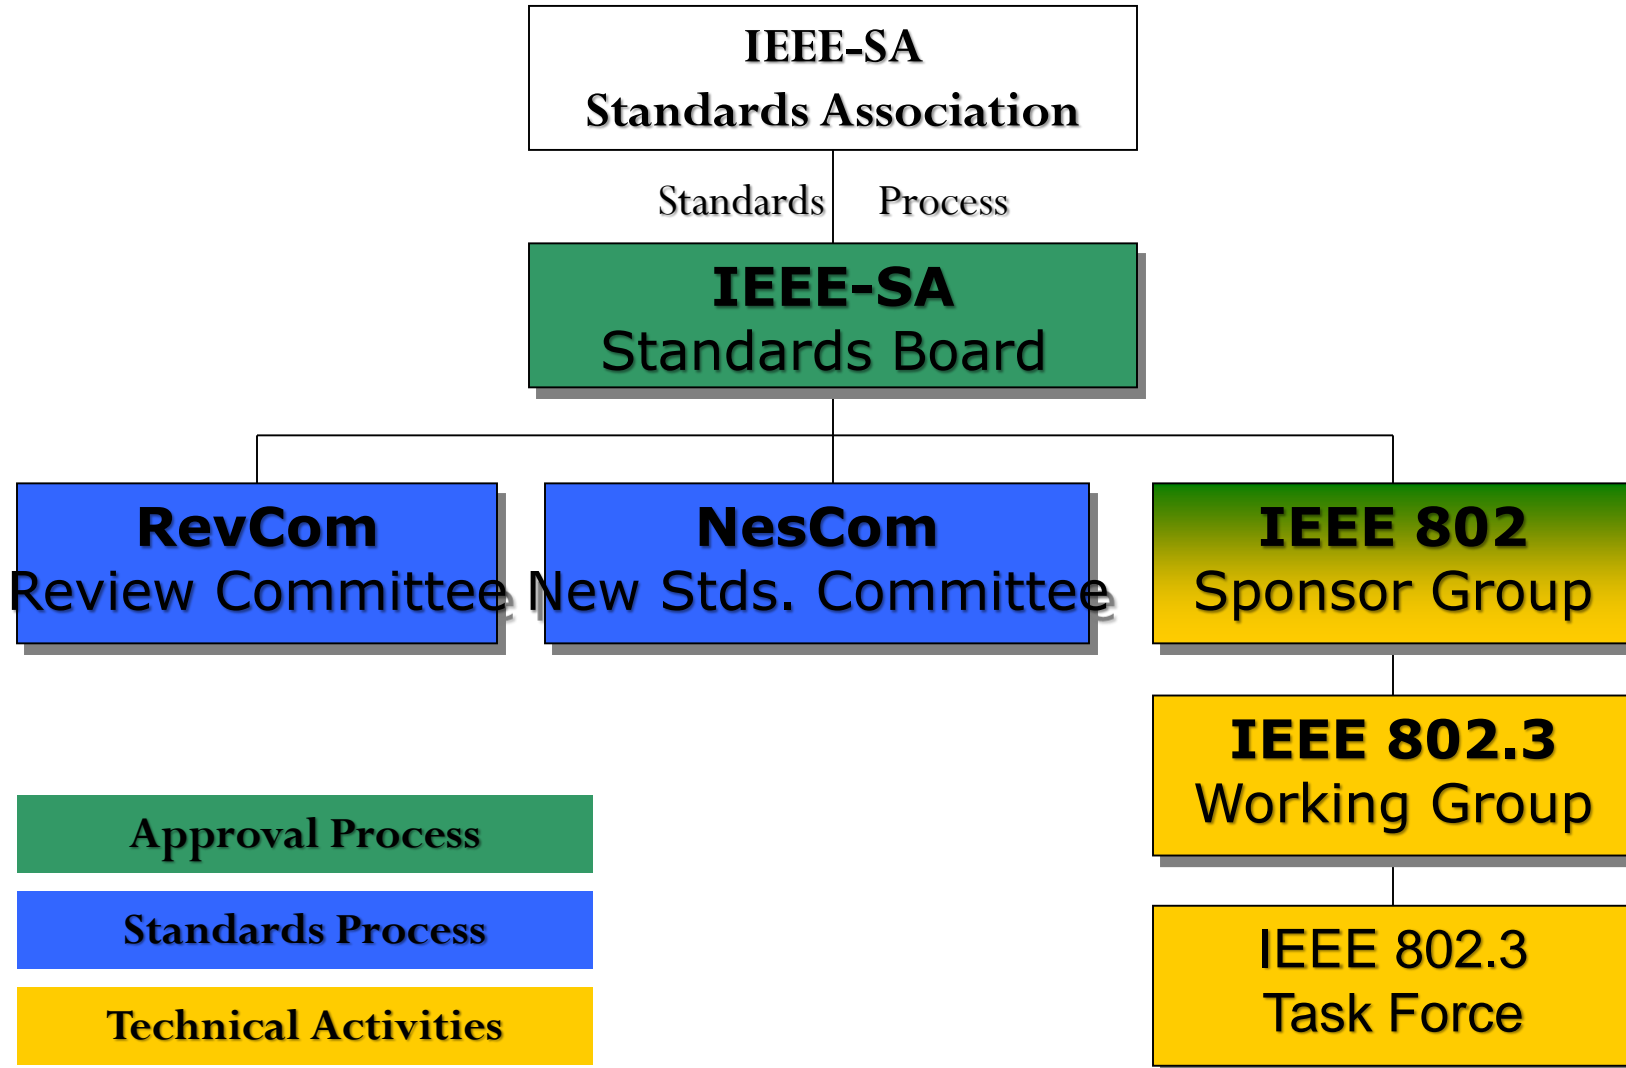 IEEE-SA
Standards Association
Standards Process
IEEE-SA
Standards Board
RevCom
Review Committee
NesCom
New Stds. Committee
IEEE 802
Sponsor Group
IEEE 802.3
Working Group
IEEE 802.3
Task Force
Approval Process
Standards Process
Technical Activities